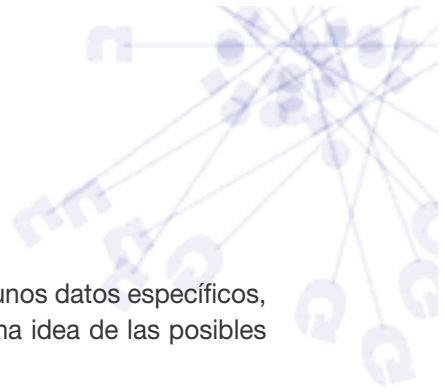 unos datos específicos,
na idea de las posibles